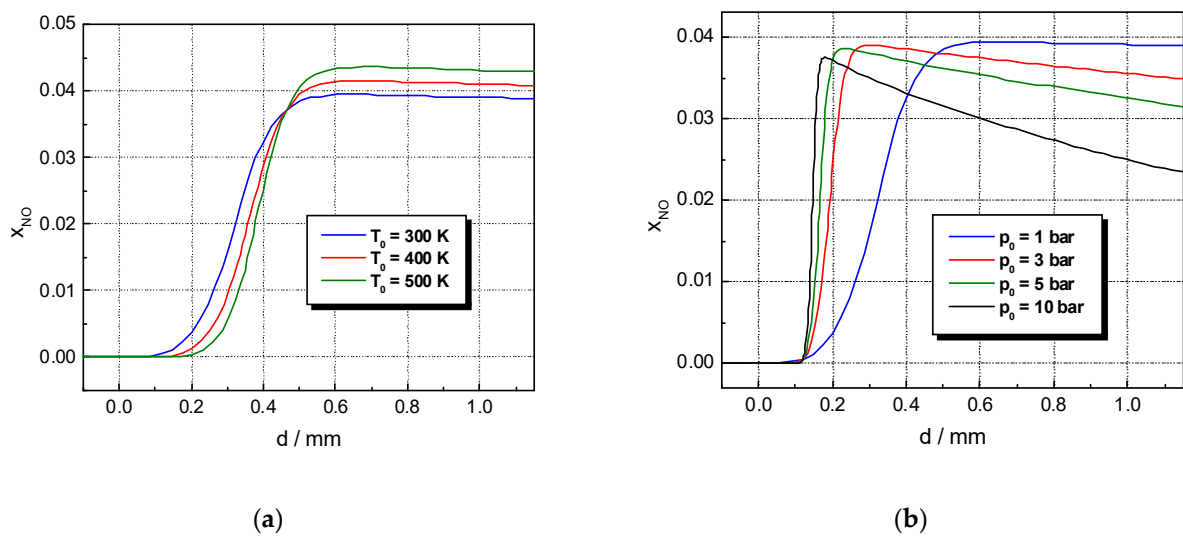 0.05
0.04
0.03
0.02
0.01
0.00
x_NO
0.0 0.2 0.4 0.6 0.8 1.0
d / mm
T_0 = 300 K
T_0 = 400 K
T_0 = 500 K
(a)
0.04
0.03
0.02
0.01
0.00
x_NO
0.0 0.2 0.4 0.6 0.8 1.0
d / mm
p_0 = 1 bar
p_0 = 3 bar
p_0 = 5 bar
p_0 = 10 bar
(b)